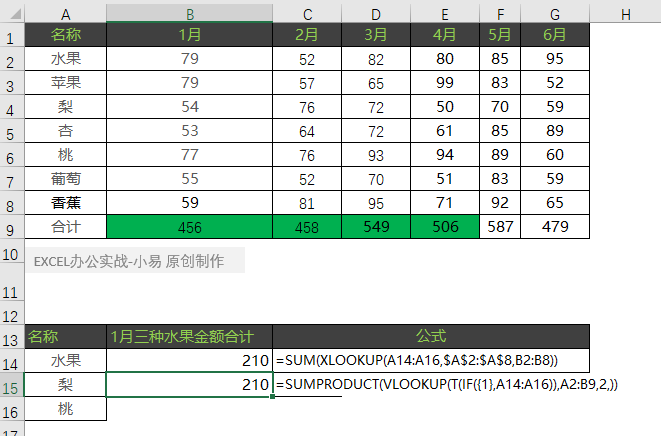 A B C D E F G H
1 名称 1月 2月 3月 4月 5月 6月
2 水果 79 52 82 80 85 95
3 苹果 79 57 65 99 83 52
4 梨 54 76 72 50 70 59
5 杏 53 64 72 61 85 89
6 桃 77 76 93 94 89 60
7 葡萄 55 52 70 51 83 59
8 香蕉 59 81 95 71 92 65
9 合计 456 458 549 506 587 479
10 EXCEL办公实战-小易 原创制作
11
12
13 名称 1月三种水果金额合计 公式
14 水果 210 =SUM(XLOOKUP(A14:A16,$A$2:$A$8,B2:B8))
15 梨 210 =SUMPRODUCT(VLOOKUP(T(IF({1},A14:A16)),A2:B9,2,))
16 桃
17